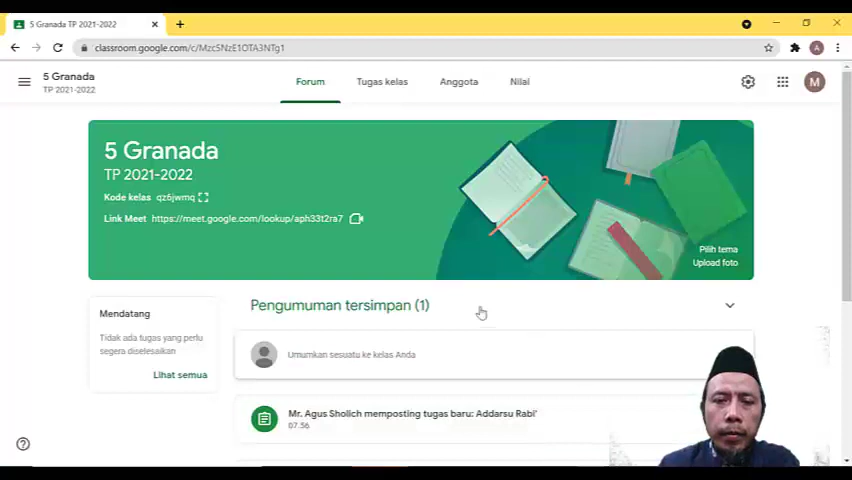 5 Granada TP 2021-2022
classroom.google.com/c/Mzc5NzE1OTA3NTg1
A
5 Granada
TP 2021-2022
Forum
Tugas kelas
Anggota
Nilai
M
5 Granada
TP 2021-2022
Kode kelas qz6jwmq
Link Meet https://meet.google.com/lookup/aph33t2ra7
Pilih tema
Upload foto
Mendatang
Tidak ada tugas yang perlu
segera diselesaikan
Lihat semua
Pengumuman tersimpan (1)
Umumkan sesuatu ke kelas Anda
Mr. Agus Sholich memposting tugas baru: Addarsu Rabi'
07.56